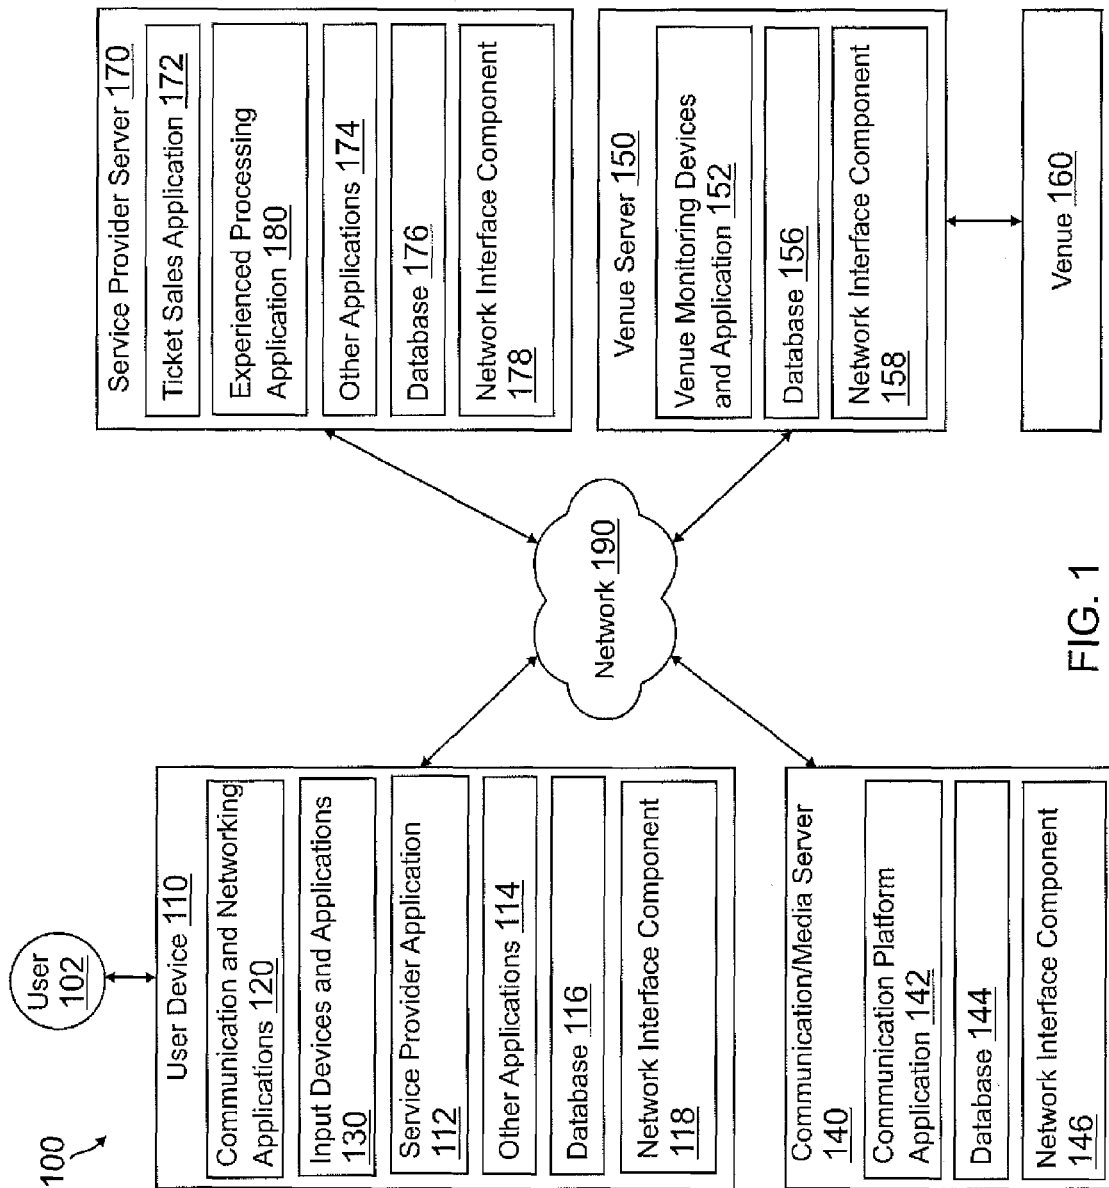 100
User
102
User Device 110
Communication and Networking
Applications 120
Input Devices and Applications
130
Service Provider Application
112
Other Applications 114
Database 116
Network Interface Component
118
Communication/Media Server
140
Communication Platform
Application 142
Database 144
Network Interface Component
146
Network 190
Service Provider Server 170
Ticket Sales Application 172
Experienced Processing
Application 180
Other Applications 174
Database 176
Network Interface Component
178
Venue Server 150
Venue Monitoring Devices
and Application 152
Database 156
Network Interface Component
158
Venue 160
FIG. 1